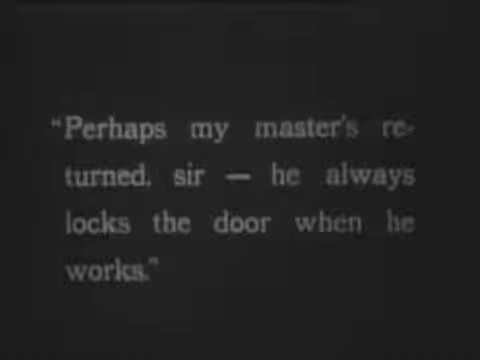 "Perhaps my master's re-
turned, sir — he always
locks the door when he
works."